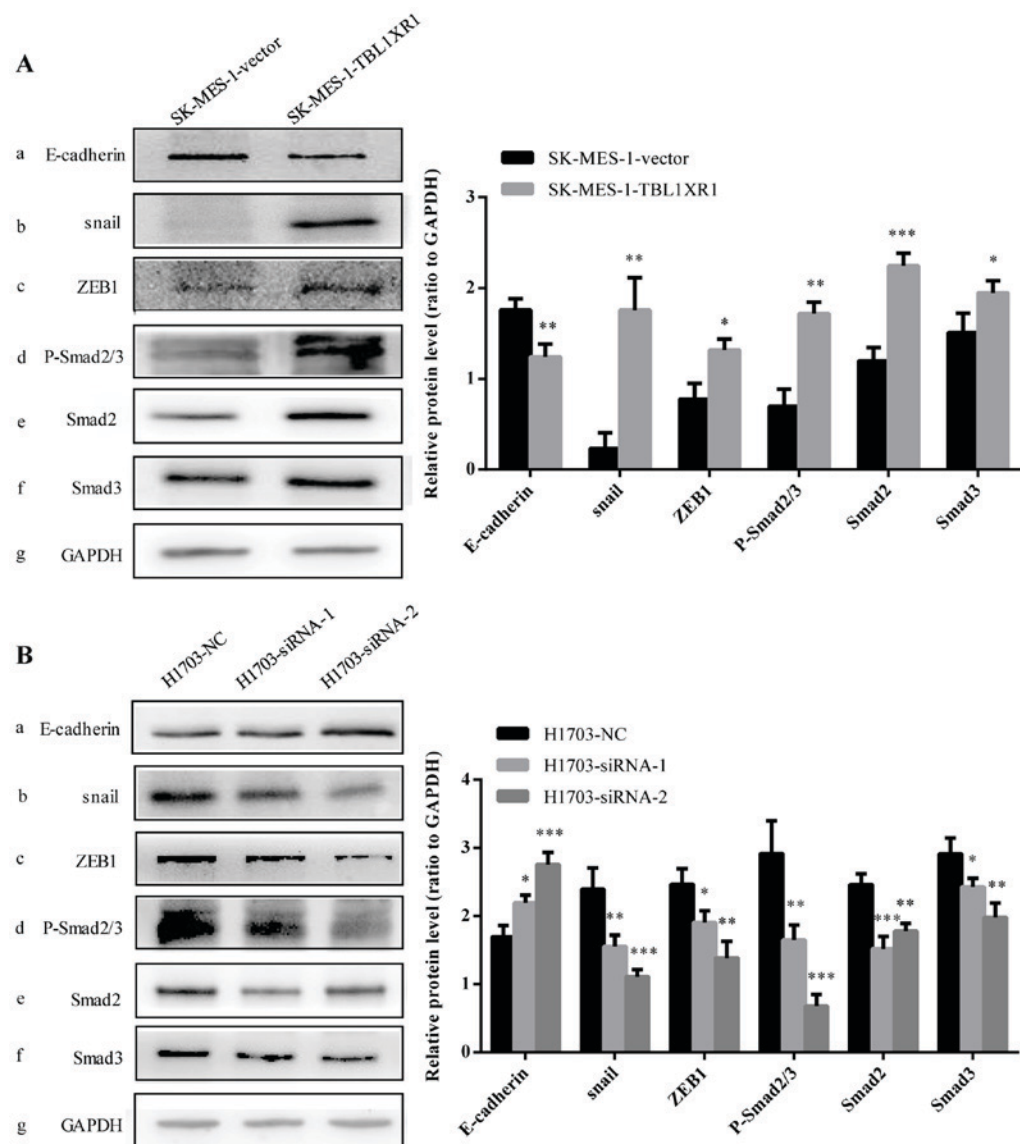 A
SK-MES-1-vector
SK-MES-1-TBL1XR1
a E-cadherin
b snail
c ZEB1
d P-Smad2/3
e Smad2
f Smad3
g GAPDH
SK-MES-1-vector
SK-MES-1-TBL1XR1
Relative protein level (ratio to GAPDH)
3
2
1
0
** ** * ** *** *
E-cadherin
snail
ZEB1
P-Smad2/3
Smad2
Smad3
B
H1703-NC
H1703-siRNA-1
H1703-siRNA-2
a E-cadherin
b snail
c ZEB1
d P-Smad2/3
e Smad2
f Smad3
g GAPDH
H1703-NC
H1703-siRNA-1
H1703-siRNA-2
Relative protein level (ratio to GAPDH)
4
3
2
1
0
* *** ** *** * ** ** *** *** ** * **
E-cadherin
snail
ZEB1
P-Smad2/3
Smad2
Smad3